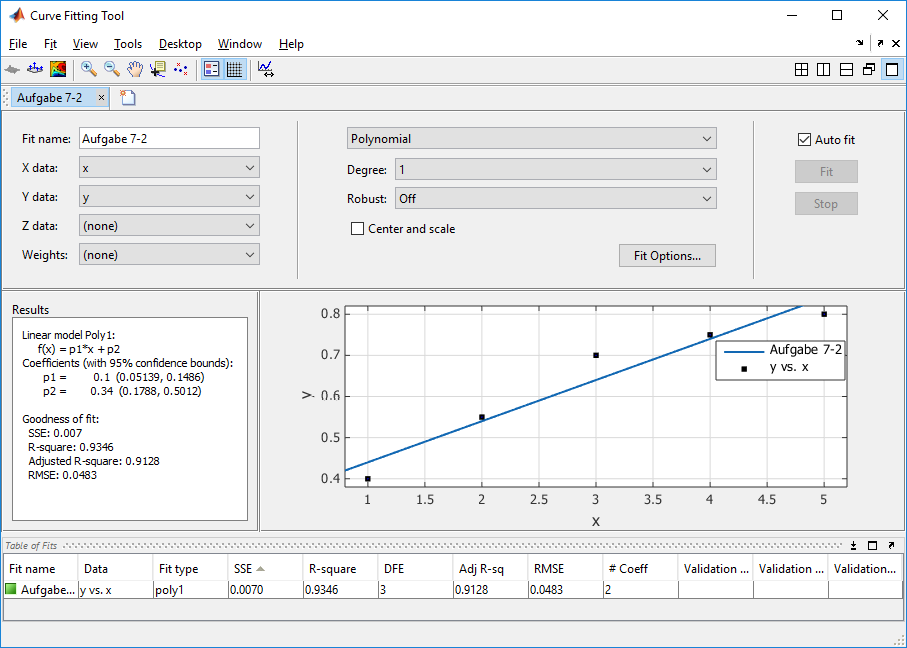 Curve Fitting Tool
File Fit View Tools Desktop Window Help
Aufgabe 7-2
Fit name: Aufgabe 7-2
X data: x
Y data: y
Z data: (none)
Weights: (none)
Polynomial
Degree: 1
Robust: Off
Center and scale
Fit Options...
Auto fit
Fit
Stop
Results
Linear model Poly1:
f(x) = p1*x + p2
Coefficients (with 95% confidence bounds):
p1 = 0.1 (0.05139, 0.1486)
p2 = 0.34 (0.1788, 0.5012)
Goodness of fit:
SSE: 0.007
R-square: 0.9346
Adjusted R-square: 0.9128
RMSE: 0.0483
0.8
0.7
0.6
0.5
0.4
y
1 1.5 2 2.5 3 3.5 4 4.5 5
x
Aufgabe 7-2
y vs. x
Table of Fits
Fit name Data Fit type SSE R-square DFE Adj R-sq RMSE # Coeff Validation ... Validation ... Validation...
Aufgabe... y vs. x poly1 0.0070 0.9346 3 0.9128 0.0483 2